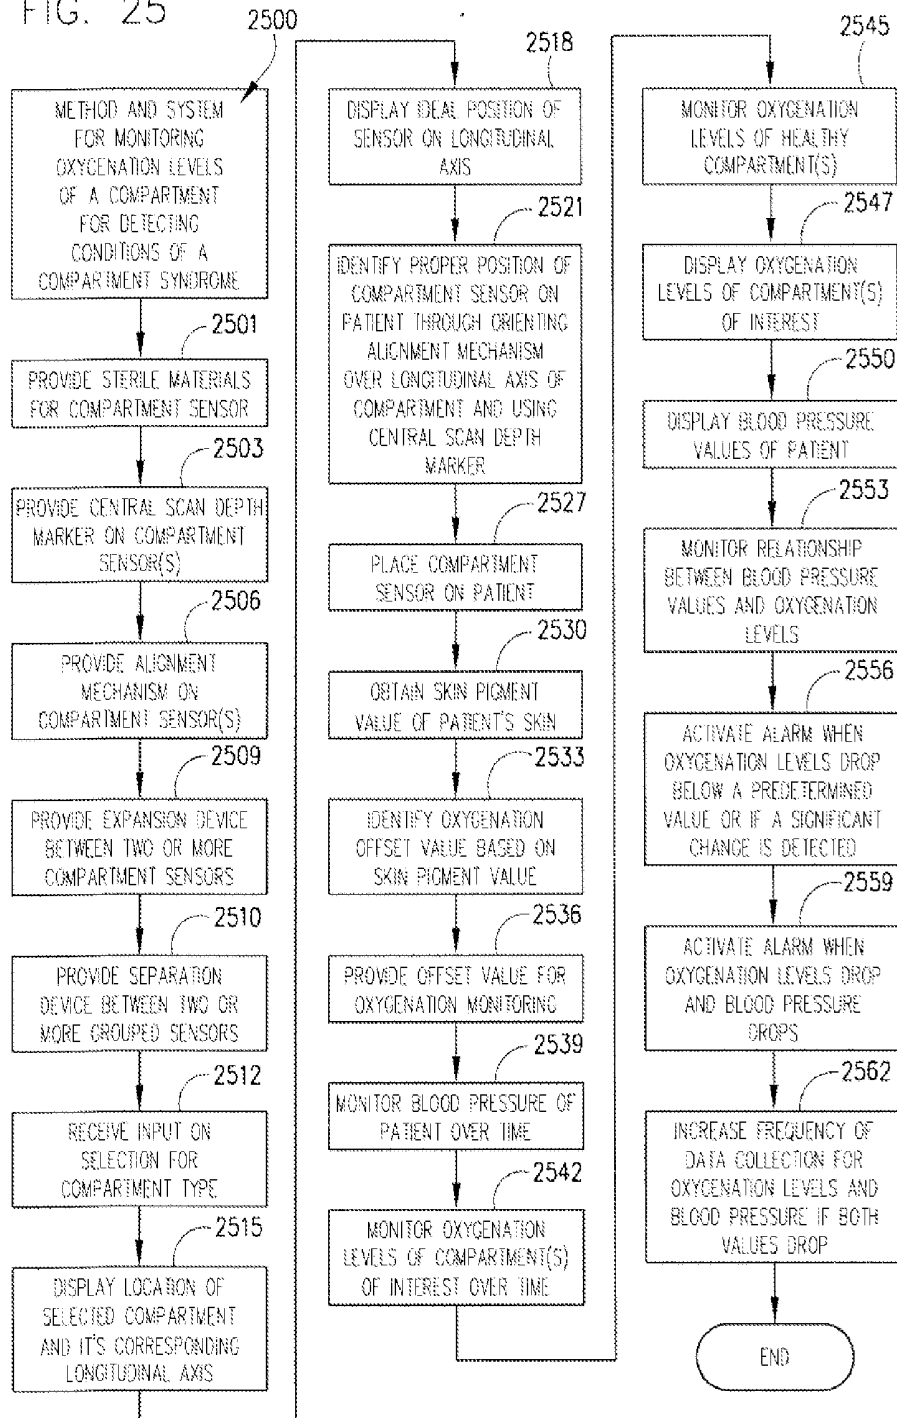 FIG. 25
2500
METHOD AND SYSTEM
FOR MONITORING
OXYGENATION LEVELS
OF A COMPARTMENT
FOR DETECTING
CONDITIONS OF A
COMPARTMENT SYNDROME
2501
PROVIDE STERILE MATERIALS
FOR COMPARTMENT SENSOR
2503
PROVIDE CENTRAL SCAN DEPTH
MARKER ON COMPARTMENT
SENSOR(S)
2506
PROVIDE ALIGNMENT
MECHANISM ON
COMPARTMENT SENSOR(S)
2509
PROVIDE EXPANSION DEVICE
BETWEEN TWO OR MORE
COMPARTMENT SENSORS
2510
PROVIDE SEPARATION
DEVICE BETWEEN TWO OR
MORE GROUPED SENSORS
2512
RECEIVE INPUT ON
SELECTION FOR
COMPARTMENT TYPE
2515
DISPLAY LOCATION OF
SELECTED COMPARTMENT
AND IT'S CORRESPONDING
LONGITUDINAL AXIS
2518
DISPLAY IDEAL POSITION OF
SENSOR ON LONGITUDINAL
AXIS
2521
IDENTIFY PROPER POSITION OF
COMPARTMENT SENSOR ON
PATIENT THROUGH ORIENTING
ALIGNMENT MECHANISM
OVER LONGITUDINAL AXIS OF
COMPARTMENT AND USING
CENTRAL SCAN DEPTH
MARKER
2527
PLACE COMPARTMENT
SENSOR ON PATIENT
2530
OBTAIN SKIN PIGMENT
VALUE OF PATIENT'S SKIN
2533
IDENTIFY OXYGENATION
OFFSET VALUE BASED ON
SKIN PIGMENT VALUE
2536
PROVIDE OFFSET VALUE FOR
OXYGENATION MONITORING
2539
MONITOR BLOOD PRESSURE OF
PATIENT OVER TIME
2542
MONITOR OXYGENATION
LEVELS OF COMPARTMENT(S)
OF INTEREST OVER TIME
2545
MONITOR OXYGENATION
LEVELS OF HEALTHY
COMPARTMENT(S)
2547
DISPLAY OXYGENATION
LEVELS OF COMPARTMENT(S)
OF INTEREST
2550
DISPLAY BLOOD PRESSURE
VALUES OF PATIENT
2553
MONITOR RELATIONSHIP
BETWEEN BLOOD PRESSURE
VALUES AND OXYGENATION
LEVELS
2556
ACTIVATE ALARM WHEN
OXYGENATION LEVELS DROP
BELOW A PREDETERMINED
VALUE OR IF A SIGNIFICANT
CHANGE IS DETECTED
2559
ACTIVATE ALARM WHEN
OXYGENATION LEVELS DROP
AND BLOOD PRESSURE
DROPS
2562
INCREASE FREQUENCY OF
DATA COLLECTION FOR
OXYGENATION LEVELS AND
BLOOD PRESSURE IF BOTH
VALUES DROP
END